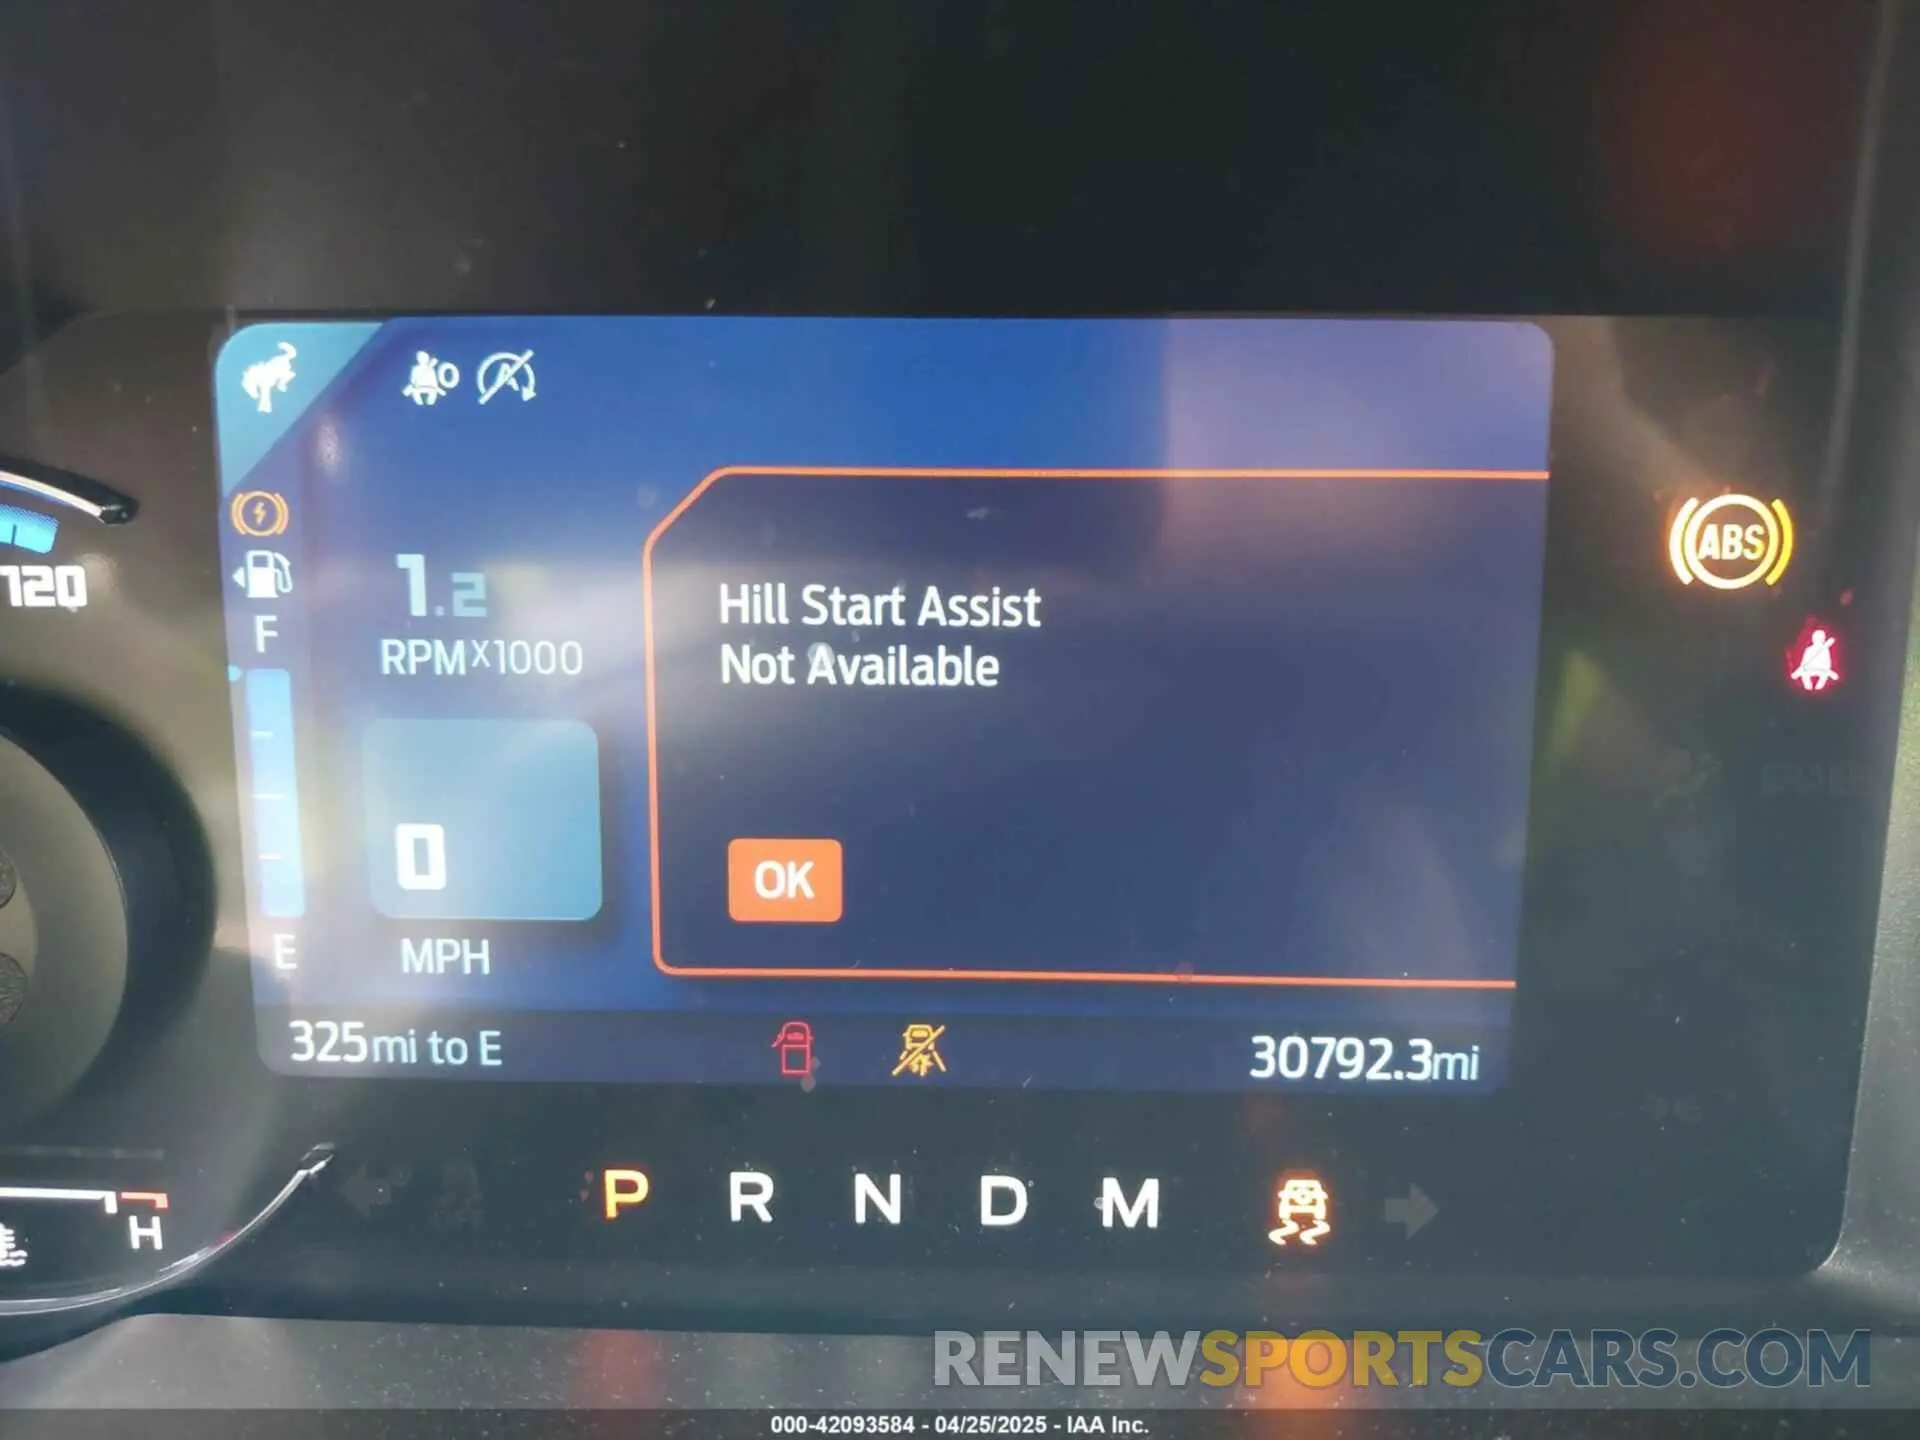 120
F
1.2
RPMx1000
Hill Start Assist
Not Available
ABS
0
OK
E
MPH
325mi to E
30792.3mi
P R N D M
H
RENEWSPORTSCARS.COM
000-42093584 - 04/25/2025 - IAA Inc.